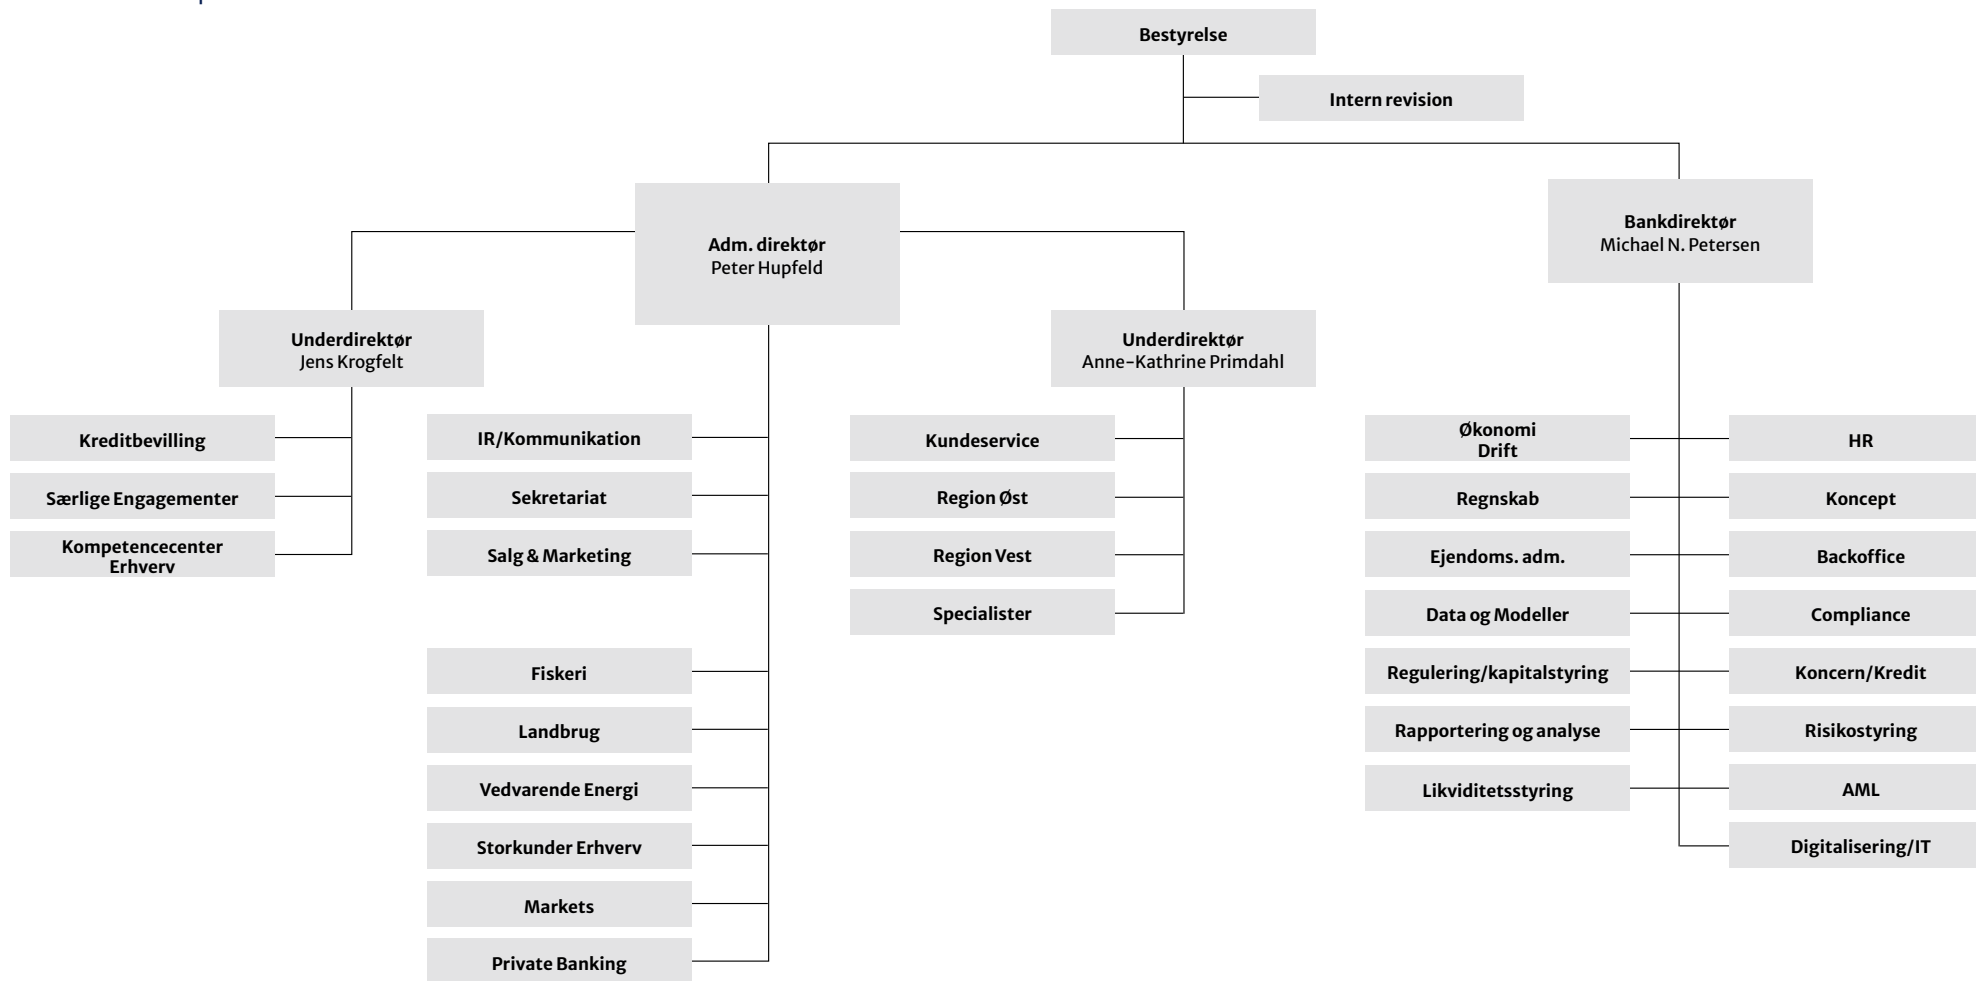 Bestyrelse
Intern revision
Adm. direktør
Peter Hupfeld
Bankdirektør
Michael N. Petersen
Underdirektør
Jens Krogfelt
Underdirektør
Anne-Kathrine Primdahl
Kreditbevilling
Særlige Engagementer
Kompetencecenter
Erhverv
IR/Kommunikation
Sekretariat
Salg & Marketing
Fiskeri
Landbrug
Vedvarende Energi
Storkunder Erhverv
Markets
Private Banking
Kundeservice
Region Øst
Region Vest
Specialister
Økonomi
Drift
Regnskab
Ejendoms. adm.
Data og Modeller
Regulering/kapitalstyring
Rapportering og analyse
Likviditetsstyring
HR
Koncept
Backoffice
Compliance
Koncern/Kredit
Risikostyring
AML
Digitalisering/IT